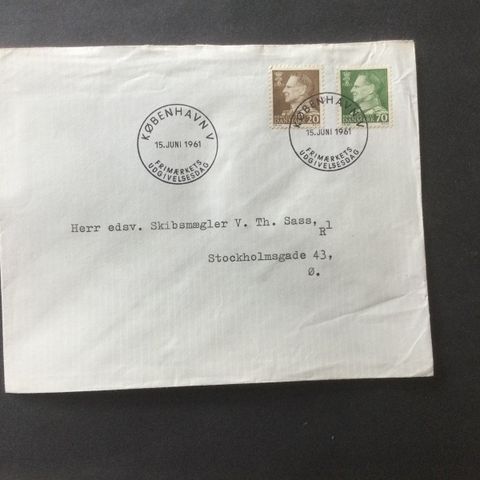 KØBENHAVN V
15. JUNI 1961
FRIMÆRKETS
UDGIVELSESDAG
DANMARK 20
DANMARK 70
KØBENHAVN V
15. JUNI 1961
FRIMÆRKETS
UDGIVELSESDAG
Herr edsv. Skibsmægler V. Th. Sass, R1
Stockholmsgade 43,
Ø.